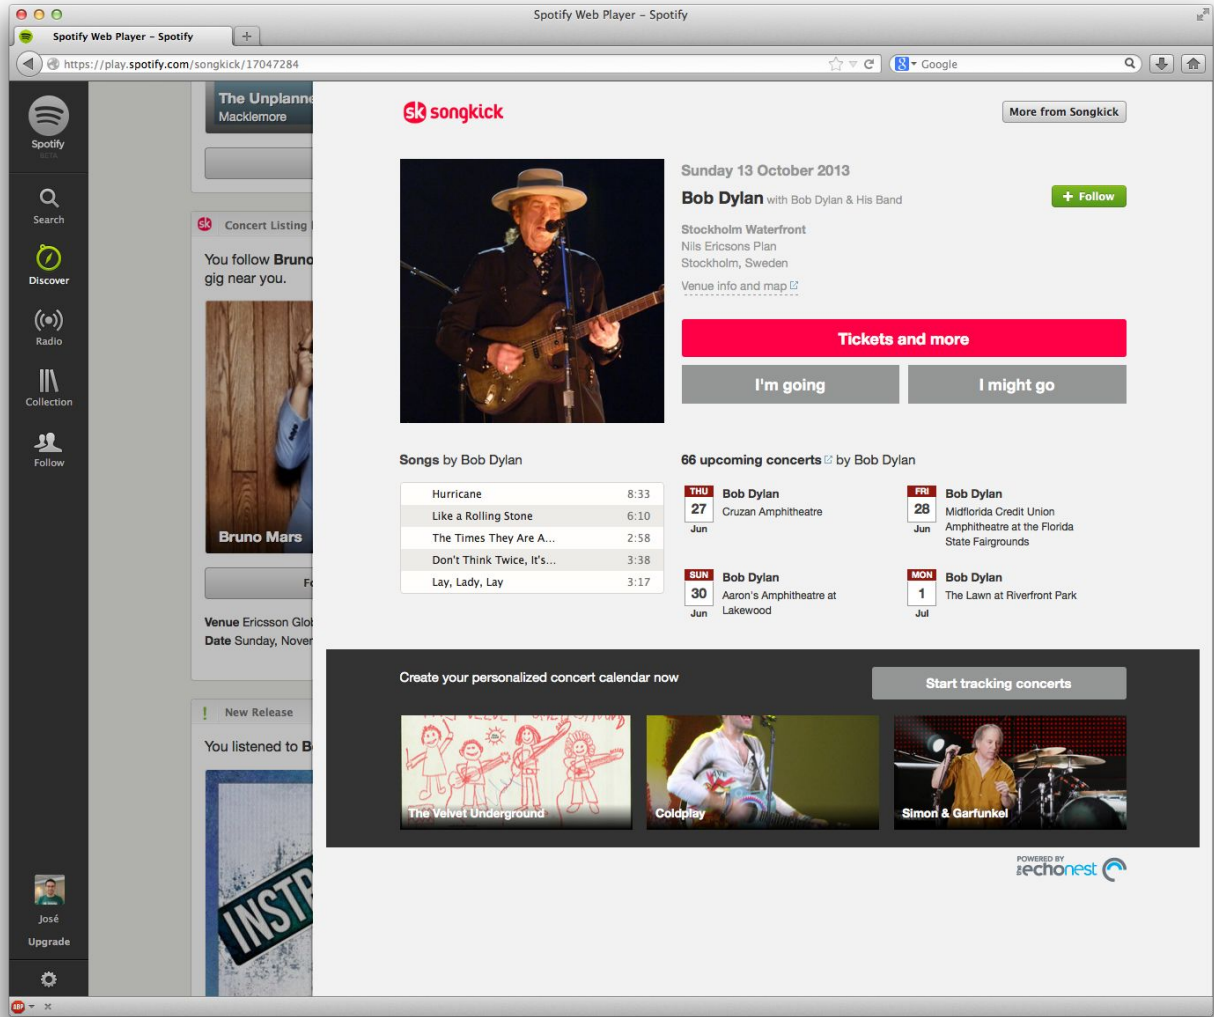 Spotify Web Player – Spotify
Spotify Web Player – Spotify
https://play.spotify.com/songkick/17047284
Google
Spotify
BETA
Search
Discover
Radio
Collection
Follow
José
Upgrade
The Unplanne
Macklemore
sk Concert Listing
You follow Bruno
gig near you.
Bruno Mars
Fo
Venue Ericsson Glob
Date Sunday, Nover
! New Release
You listened to B
INSTR
sk songkick
More from Songkick
Sunday 13 October 2013
Bob Dylan with Bob Dylan & His Band
+ Follow
Stockholm Waterfront
Nils Ericsons Plan
Stockholm, Sweden
Venue info and map
Tickets and more
I'm going
I might go
Songs by Bob Dylan
Hurricane 8:33
Like a Rolling Stone 6:10
The Times They Are A... 2:58
Don't Think Twice, It's... 3:38
Lay, Lady, Lay 3:17
66 upcoming concerts by Bob Dylan
THU
27
Jun
Bob Dylan
Cruzan Amphitheatre
FRI
28
Jun
Bob Dylan
Midflorida Credit Union
Amphitheatre at the Florida
State Fairgrounds
SUN
30
Jun
Bob Dylan
Aaron's Amphitheatre at
Lakewood
MON
1
Jul
Bob Dylan
The Lawn at Riverfront Park
Create your personalized concert calendar now
Start tracking concerts
The Velvet Underground
Coldplay
Simon & Garfunkel
POWERED BY
the echonest
ABP